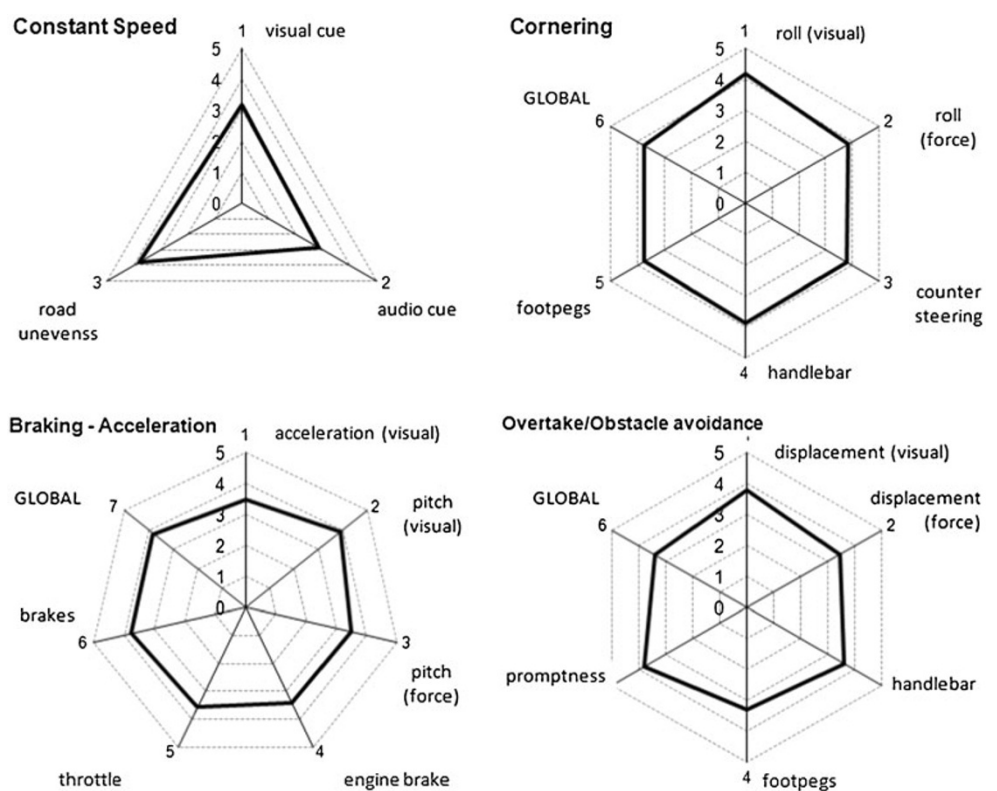 Constant Speed
1
visual cue
5
4
3
2
1
0
3
2
road
unevenss
audio cue
Cornering
1
roll (visual)
5
4
3
2
1
0
GLOBAL
6
2
roll
(force)
5
3
footpegs
counter
steering
4
handlebar
Braking - Acceleration
1
acceleration (visual)
5
4
3
2
1
0
GLOBAL
7
2
pitch
(visual)
brakes
6
3
pitch
(force)
5
4
throttle
engine brake
Overtake/Obstacle avoidance
displacement (visual)
5
4
3
2
1
0
GLOBAL
6
2
displacement
(force)
promptness
handlebar
4
footpegs